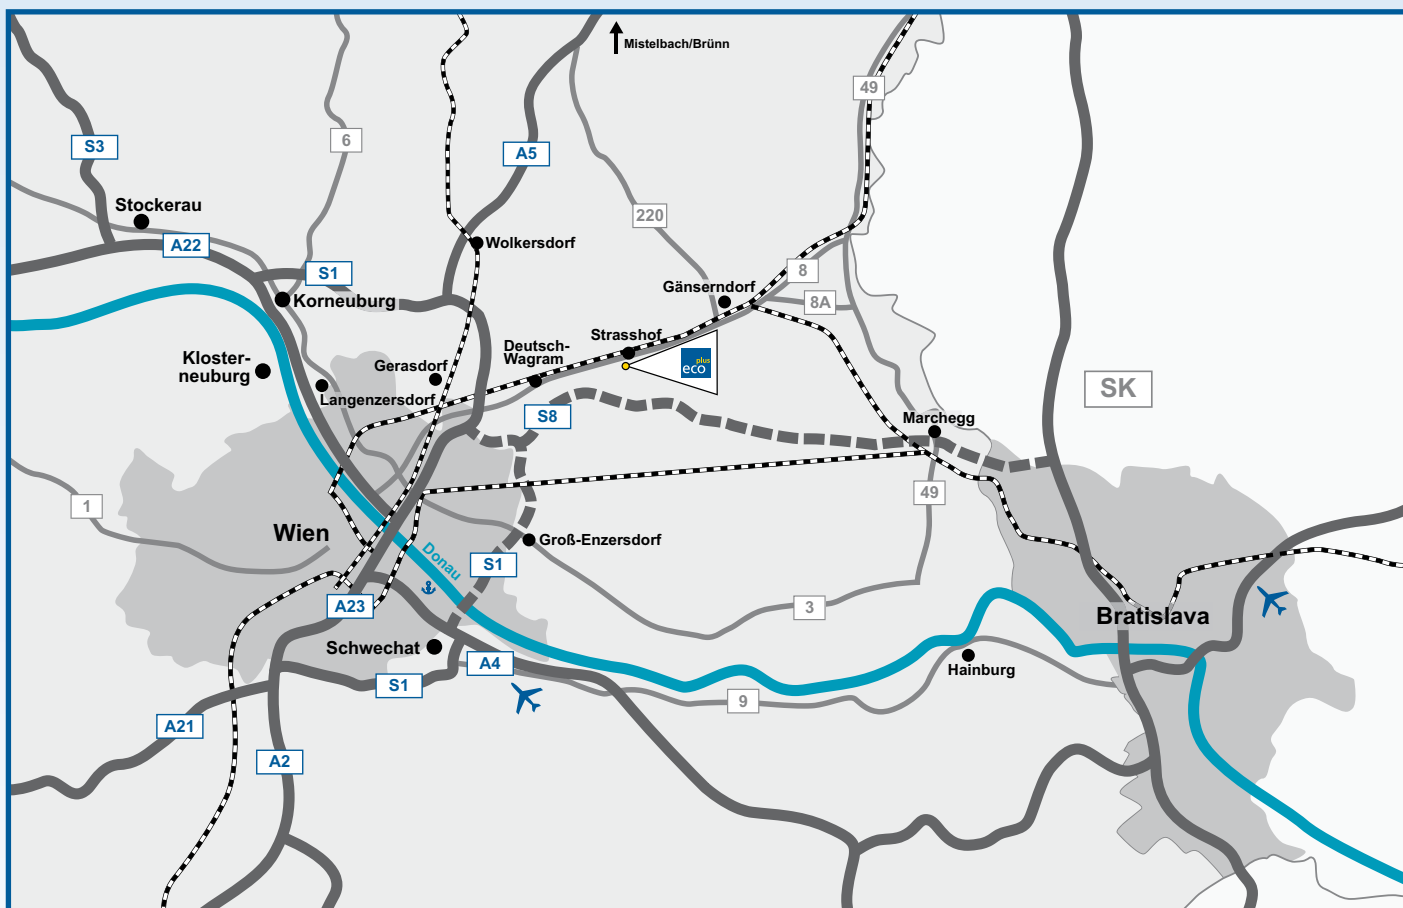 Mistelbach/Brünn
49
6
S3
A5
Stockerau
220
A22
Wolkersdorf
S1
8
Gänserndorf
Korneuburg
8A
Strasshof
Deutsch-
Wagram
plus
eco
Kloster-
neuburg
Gerasdorf
SK
Langenzersdorf
S8
Marchegg
49
1
Wien
Groß-Enzersdorf
Donau
S1
A23
3
Bratislava
Schwechat
A4
Hainburg
S1
9
A21
A2